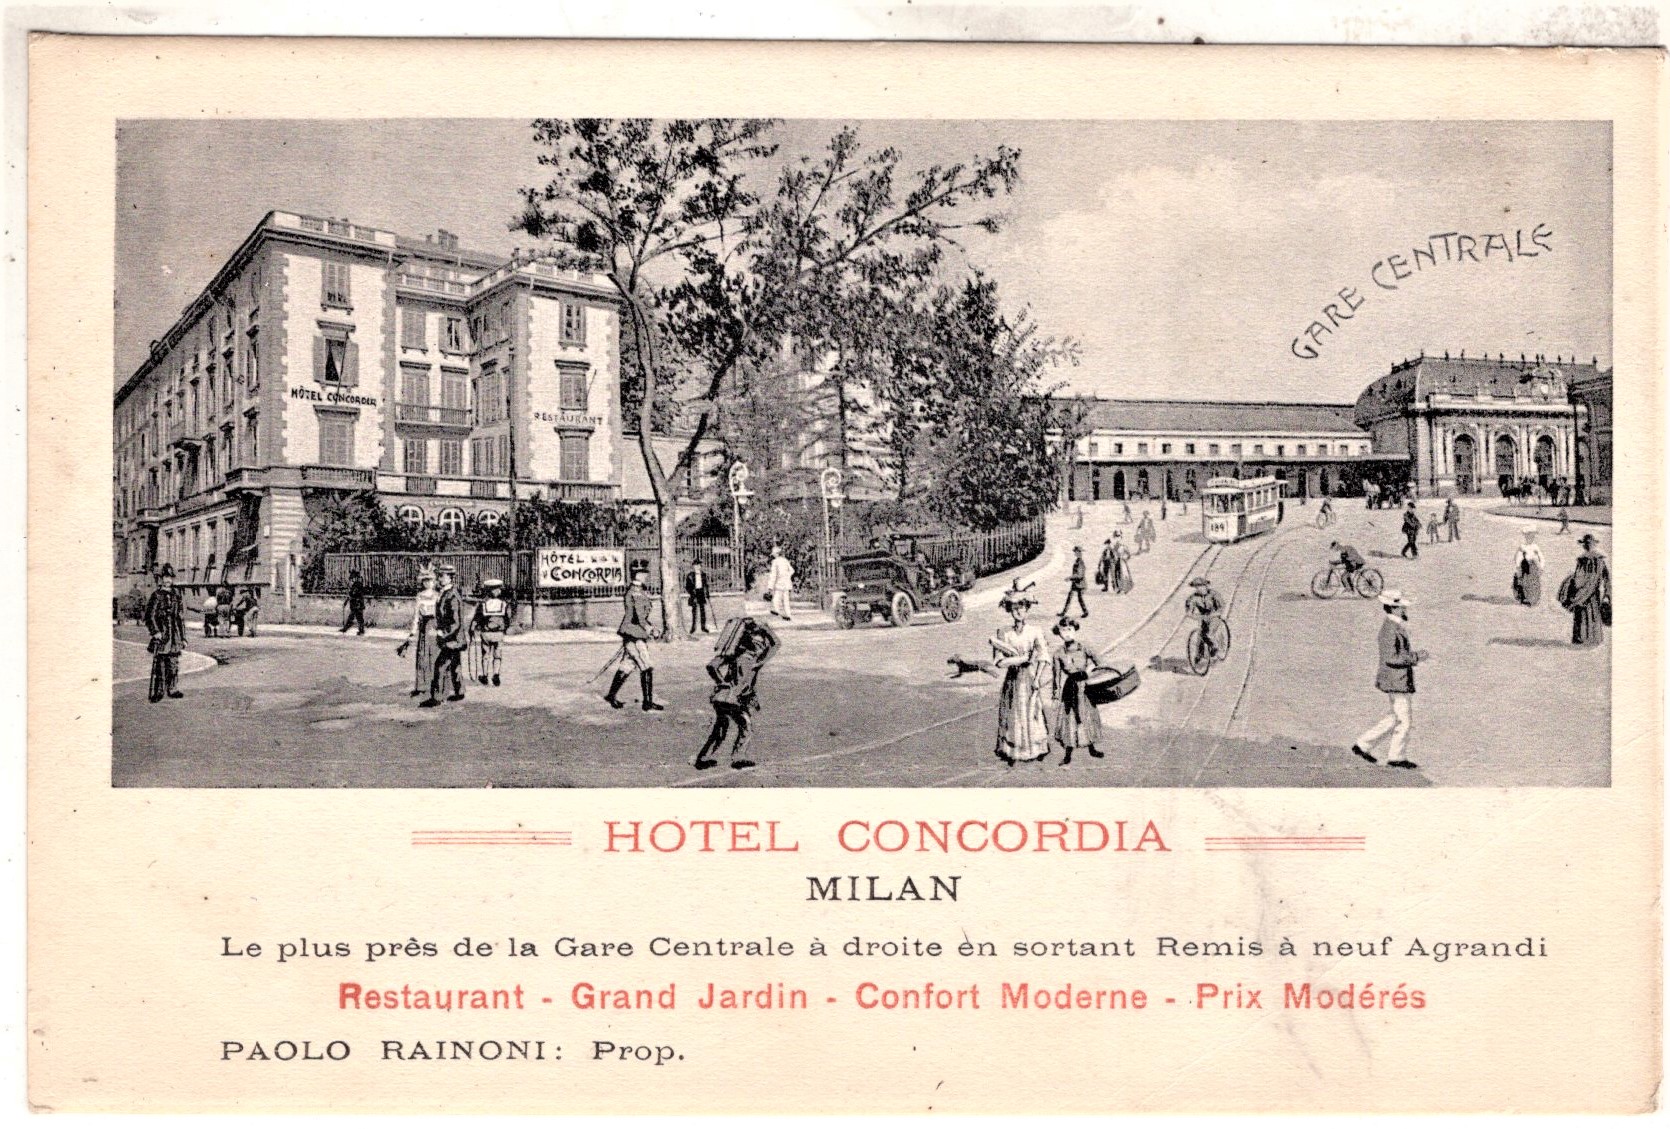 GARE CENTRALE
HÔTEL CONCORDIA
RESTAURANT
184
HÔTEL
CONCORDIA
HOTEL CONCORDIA
MILAN
Le plus près de la Gare Centrale à droite en sortant Remis à neuf Agrandi
Restaurant - Grand Jardin - Confort Moderne - Prix Modérés
PAOLO RAINONI: Prop.